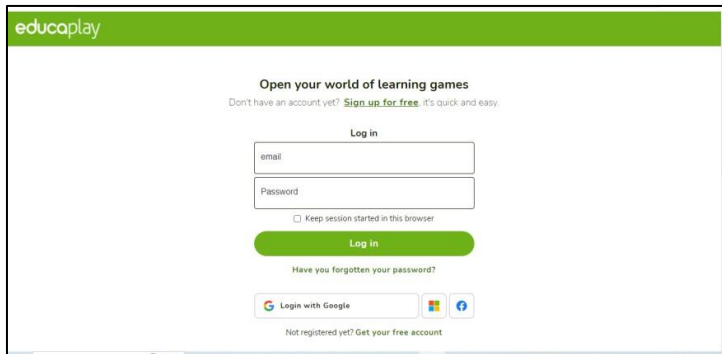 educaplay
Open your world of learning games
Don't have an account yet? Sign up for free, it's quick and easy.
Log in
email
Password
Keep session started in this browser
Log in
Have you forgotten your password?
Login with Google
Not registered yet? Get your free account